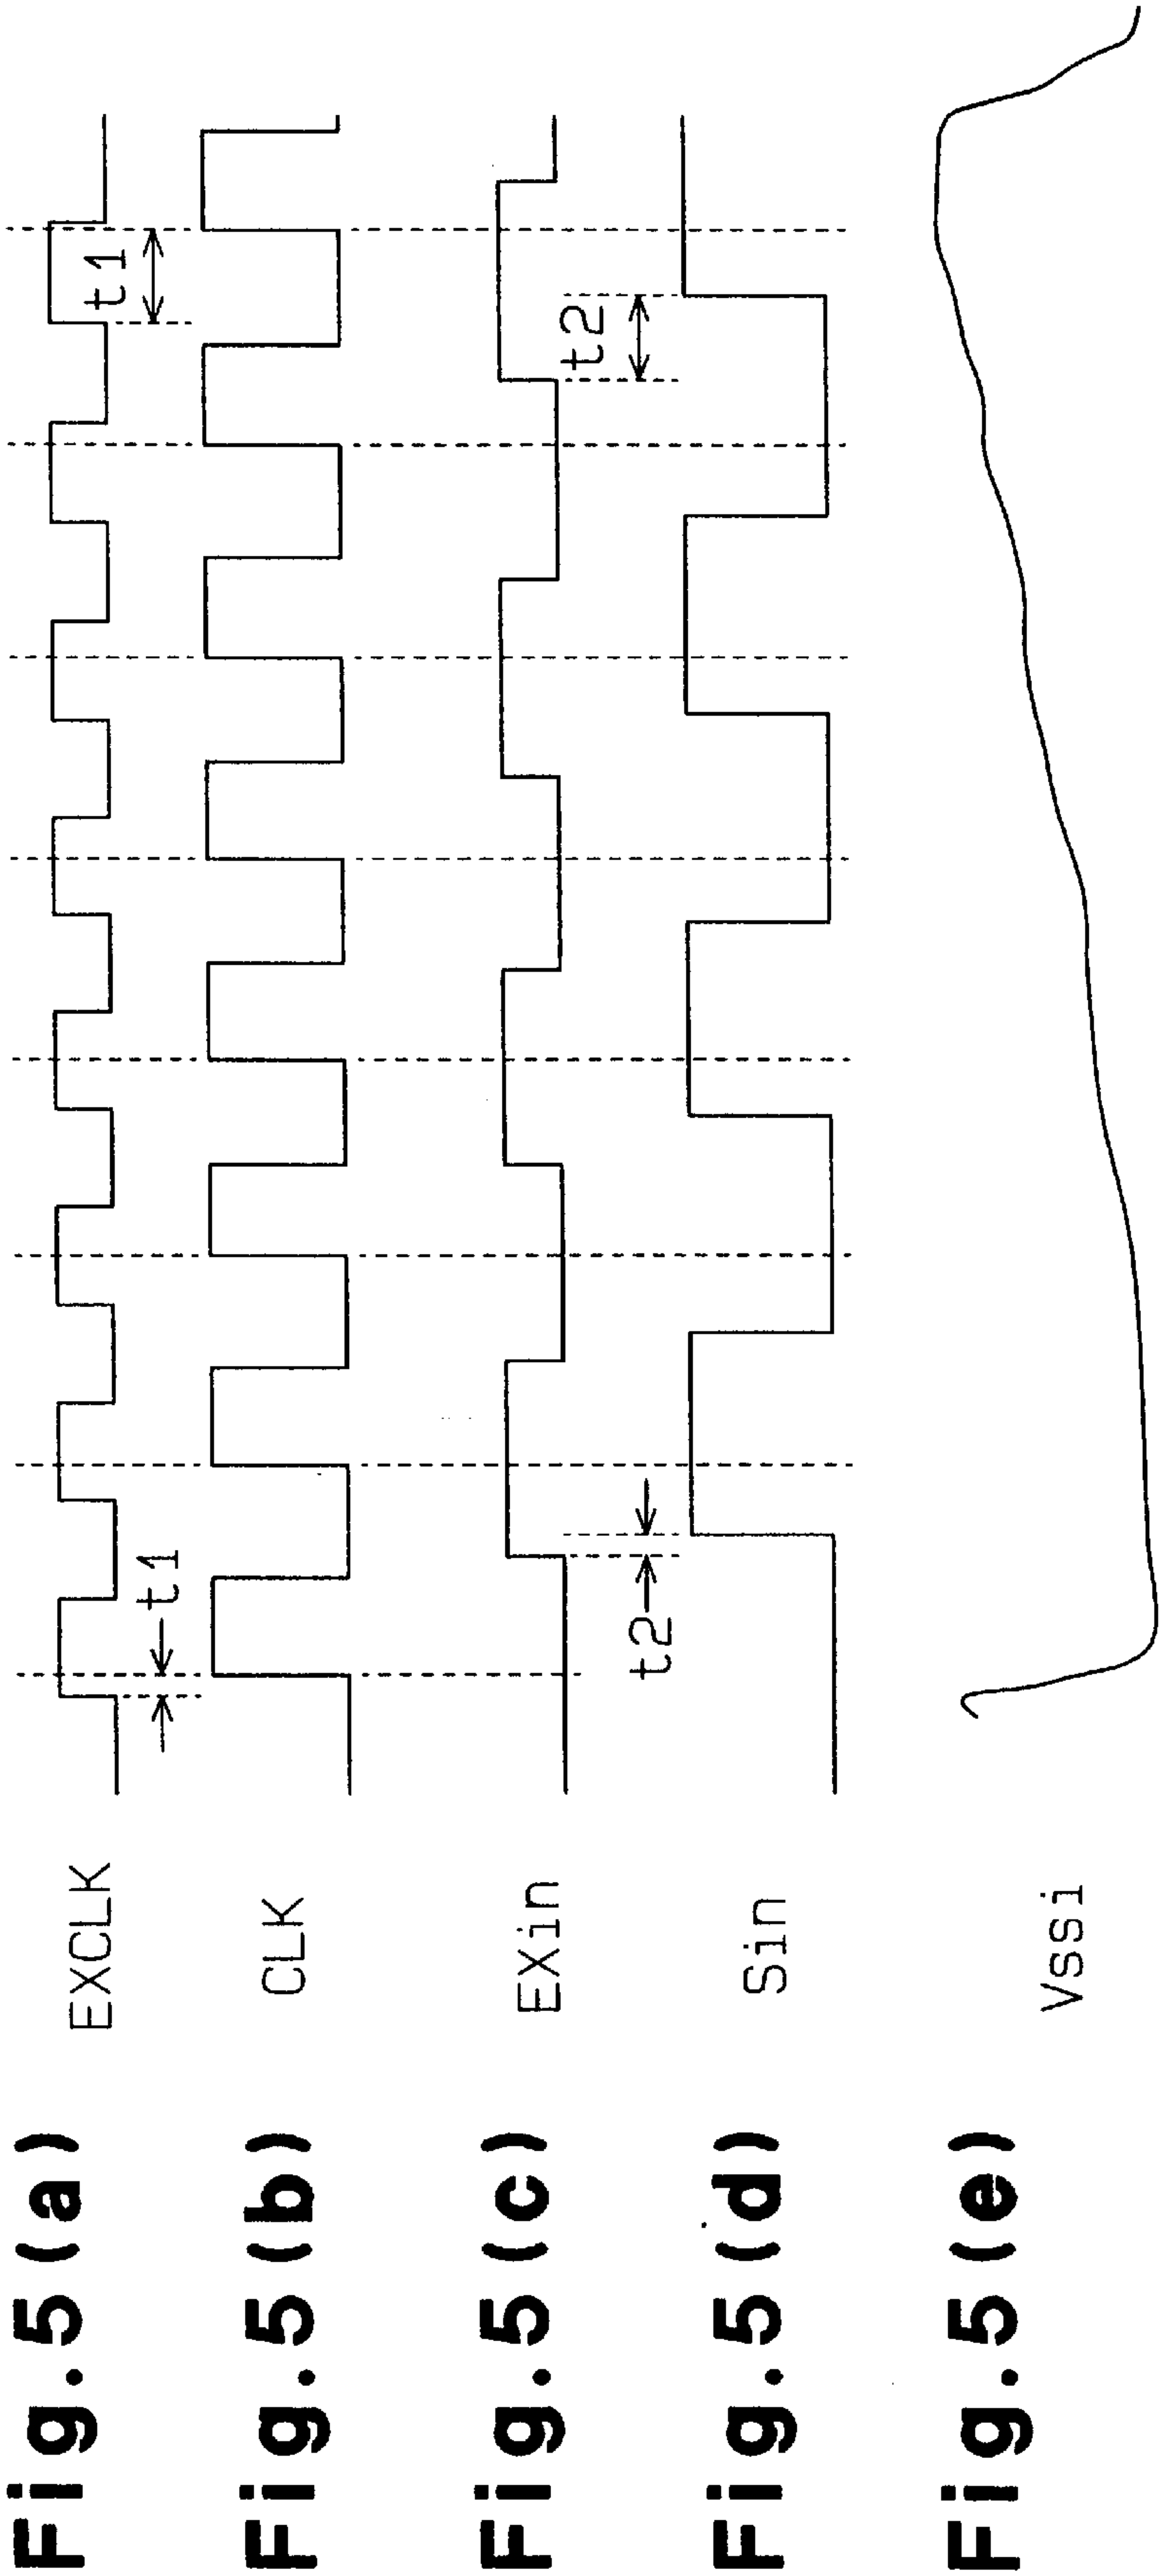 Fig.5(a)
EXCLK
t1
t1
Fig.5(b)
CLK
Fig.5(c)
EXin
t2
t2
Fig.5(d)
Sin
Fig.5(e)
Vssi